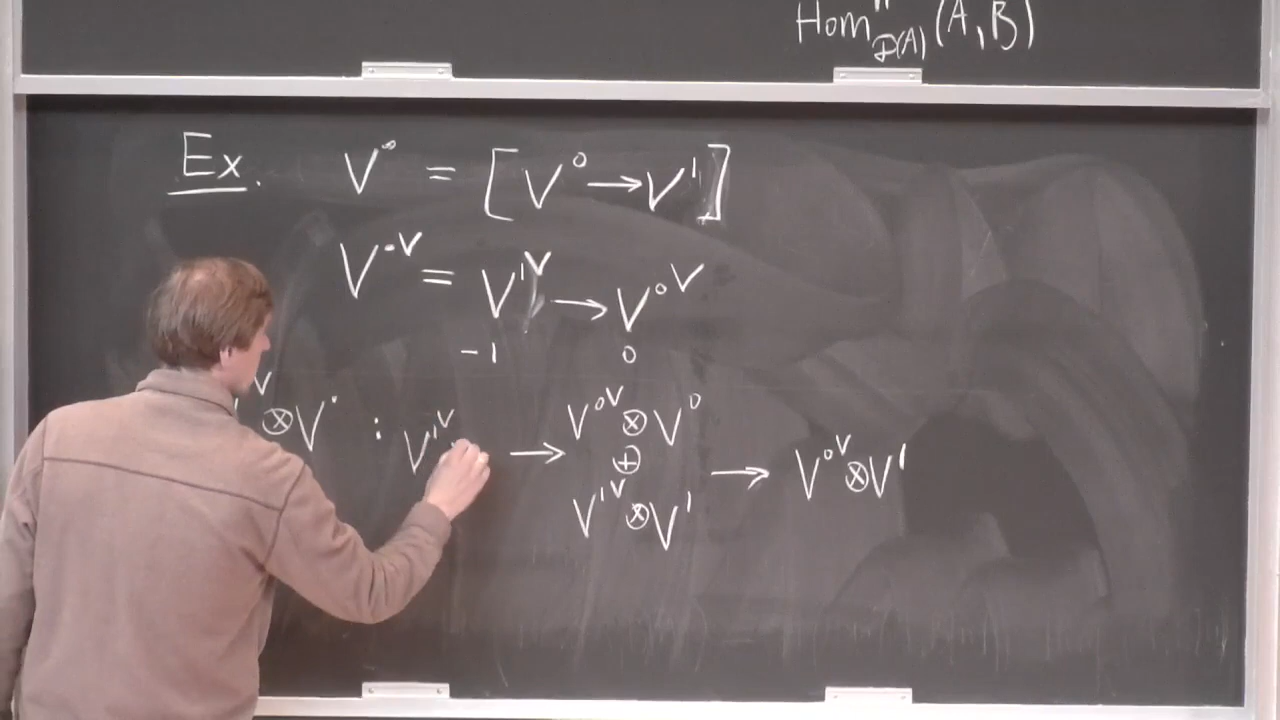 Hom_{D(A)}(A,B)
Ex. V^• = [V^0 → V^1]
V^{•∨} = V^{1∨} → V^{0∨}
-1 0
∨ ⊗ V^• : V^{1∨} → V^{0∨} ⊗ V^0 ⊕ V^{1∨} ⊗ V^1 → V^{0∨} ⊗ V^1